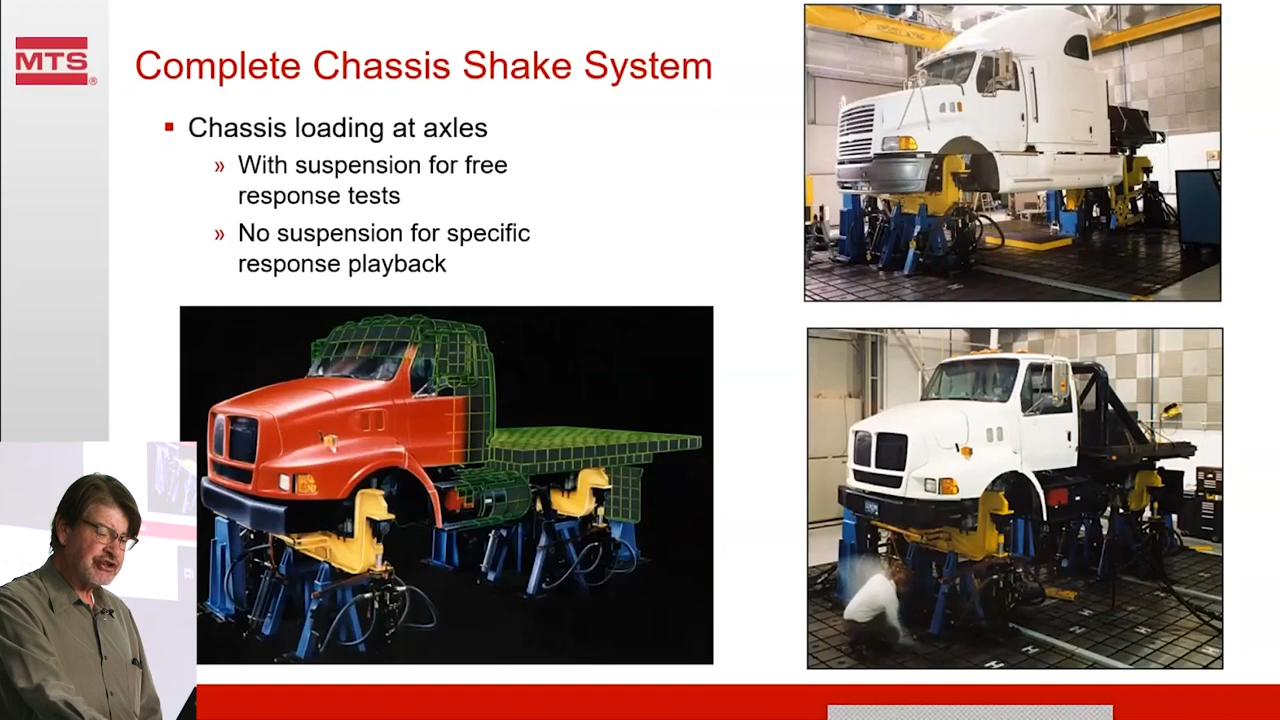 MTS
Complete Chassis Shake System
Chassis loading at axles
» With suspension for free
response tests
» No suspension for specific
response playback